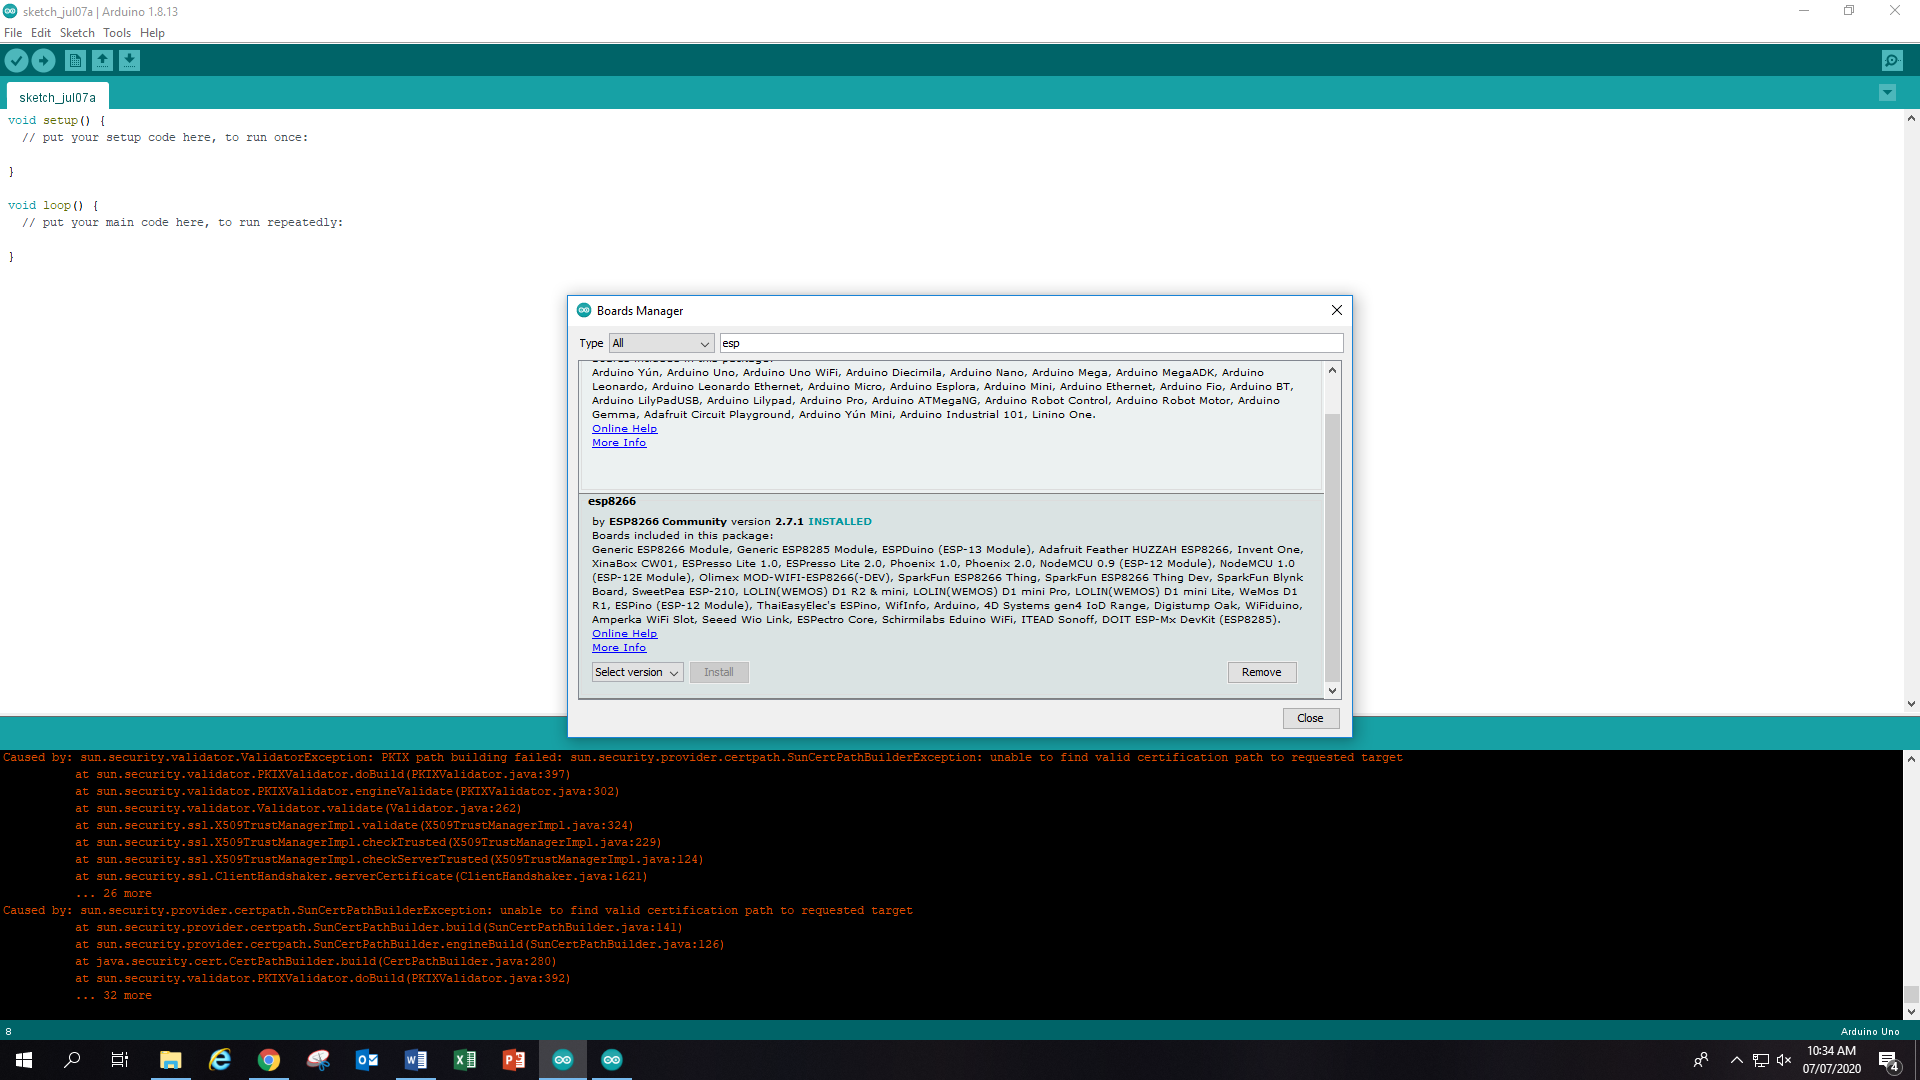 sketch_jul07a | Arduino 1.8.13
File Edit Sketch Tools Help
sketch_jul07a
void setup() {
// put your setup code here, to run once:
}
void loop() {
// put your main code here, to run repeatedly:
}
Boards Manager
Type All esp
Arduino Yún, Arduino Uno, Arduino Uno WiFi, Arduino Diecimila, Arduino Nano, Arduino Mega, Arduino MegaADK, Arduino
Leonardo, Arduino Leonardo Ethernet, Arduino Micro, Arduino Esplora, Arduino Mini, Arduino Ethernet, Arduino Fio, Arduino BT,
Arduino LilyPadUSB, Arduino Lilypad, Arduino Pro, Arduino ATMegaNG, Arduino Robot Control, Arduino Robot Motor, Arduino
Gemma, Adafruit Circuit Playground, Arduino Yún Mini, Arduino Industrial 101, Linino One.
Online Help
More Info
esp8266
by ESP8266 Community version 2.7.1 INSTALLED
Boards included in this package:
Generic ESP8266 Module, Generic ESP8285 Module, ESPDuino (ESP-13 Module), Adafruit Feather HUZZAH ESP8266, Invent One,
XinaBox CW01, ESPresso Lite 1.0, ESPresso Lite 2.0, Phoenix 1.0, Phoenix 2.0, NodeMCU 0.9 (ESP-12 Module), NodeMCU 1.0
(ESP-12E Module), Olimex MOD-WIFI-ESP8266(-DEV), SparkFun ESP8266 Thing, SparkFun ESP8266 Thing Dev, SparkFun Blynk
Board, SweetPea ESP-210, LOLIN(WEMOS) D1 R2 & mini, LOLIN(WEMOS) D1 mini Pro, LOLIN(WEMOS) D1 mini Lite, WeMos D1
R1, ESPino (ESP-12 Module), ThaiEasyElec's ESPino, WifInfo, Arduino, 4D Systems gen4 IoD Range, Digistump Oak, WiFiduino,
Amperka WiFi Slot, Seeed Wio Link, ESPectro Core, Schirmilabs Eduino WiFi, ITEAD Sonoff, DOIT ESP-Mx DevKit (ESP8285).
Online Help
More Info
Select version Install Remove
Close
Caused by: sun.security.validator.ValidatorException: PKIX path building failed: sun.security.provider.certpath.SunCertPathBuilderException: unable to find valid certification path to requested target
at sun.security.validator.PKIXValidator.doBuild(PKIXValidator.java:397)
at sun.security.validator.PKIXValidator.engineValidate(PKIXValidator.java:302)
at sun.security.validator.Validator.validate(Validator.java:262)
at sun.security.ssl.X509TrustManagerImpl.validate(X509TrustManagerImpl.java:324)
at sun.security.ssl.X509TrustManagerImpl.checkTrusted(X509TrustManagerImpl.java:229)
at sun.security.ssl.X509TrustManagerImpl.checkServerTrusted(X509TrustManagerImpl.java:124)
at sun.security.ssl.ClientHandshaker.serverCertificate(ClientHandshaker.java:1621)
... 26 more
Caused by: sun.security.provider.certpath.SunCertPathBuilderException: unable to find valid certification path to requested target
at sun.security.provider.certpath.SunCertPathBuilder.build(SunCertPathBuilder.java:141)
at sun.security.provider.certpath.SunCertPathBuilder.engineBuild(SunCertPathBuilder.java:126)
at java.security.cert.CertPathBuilder.build(CertPathBuilder.java:280)
at sun.security.validator.PKIXValidator.doBuild(PKIXValidator.java:392)
... 32 more
8 Arduino Uno
10:34 AM
07/07/2020
4